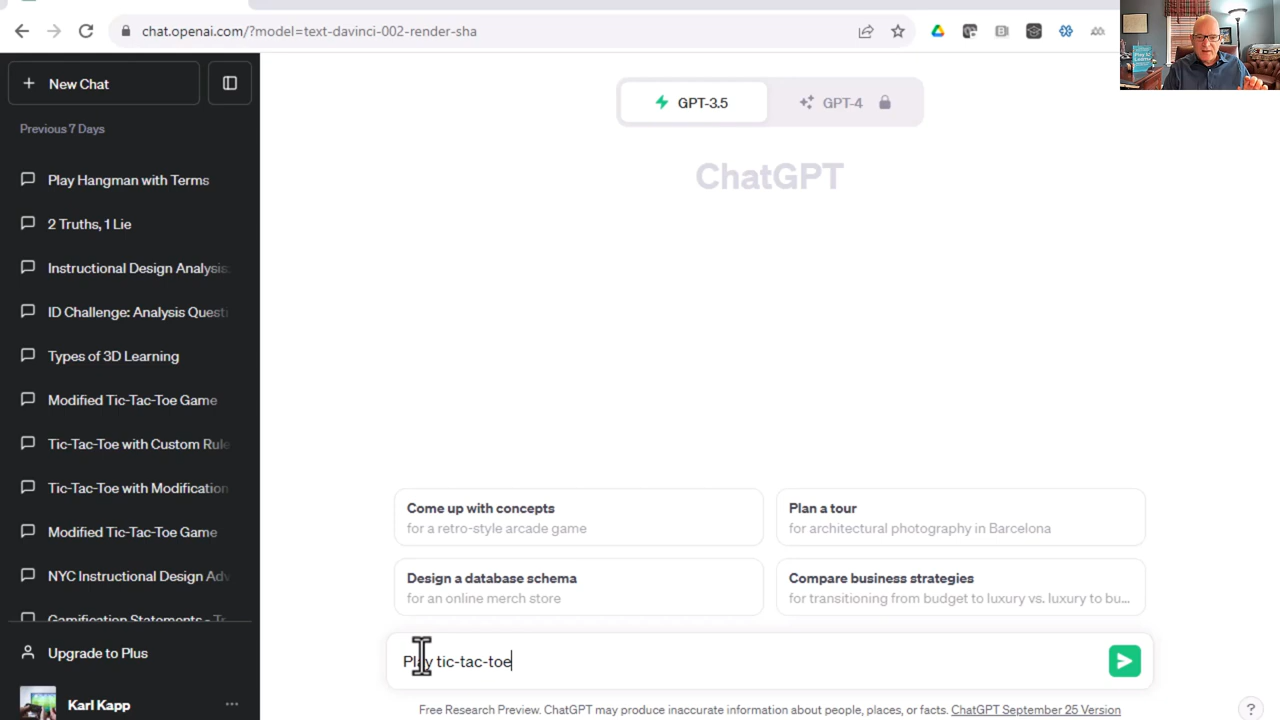 chat.openai.com/?model=text-davinci-002-render-sha
New Chat
Previous 7 Days
Play Hangman with Terms
2 Truths, 1 Lie
Instructional Design Analysis
ID Challenge: Analysis Questi
Types of 3D Learning
Modified Tic-Tac-Toe Game
Tic-Tac-Toe with Custom Rule
Tic-Tac-Toe with Modification
Modified Tic-Tac-Toe Game
NYC Instructional Design Adv
Gamification Statements - Tr
Upgrade to Plus
Karl Kapp
GPT-3.5
GPT-4
ChatGPT
Come up with concepts
for a retro-style arcade game
Plan a tour
for architectural photography in Barcelona
Design a database schema
for an online merch store
Compare business strategies
for transitioning from budget to luxury vs. luxury to bu...
Play tic-tac-toe
Free Research Preview. ChatGPT may produce inaccurate information about people, places, or facts. ChatGPT September 25 Version
?